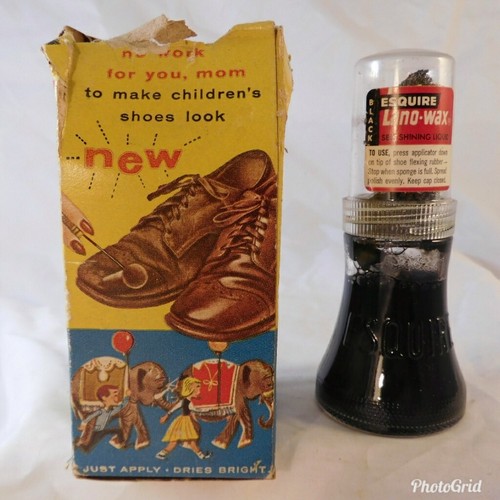 no work
for you, mom
to make children's
shoes look
...new
JUST APPLY • DRIES BRIGHT
BLACK
ESQUIRE
Lano-wax
SELF SHINING
TO USE, press applicator down
on tip of shoe flexing rubber—
Stop when sponge is full. Spread
polish evenly. Keep cap closed.
ESQUIRE
PhotoGrid